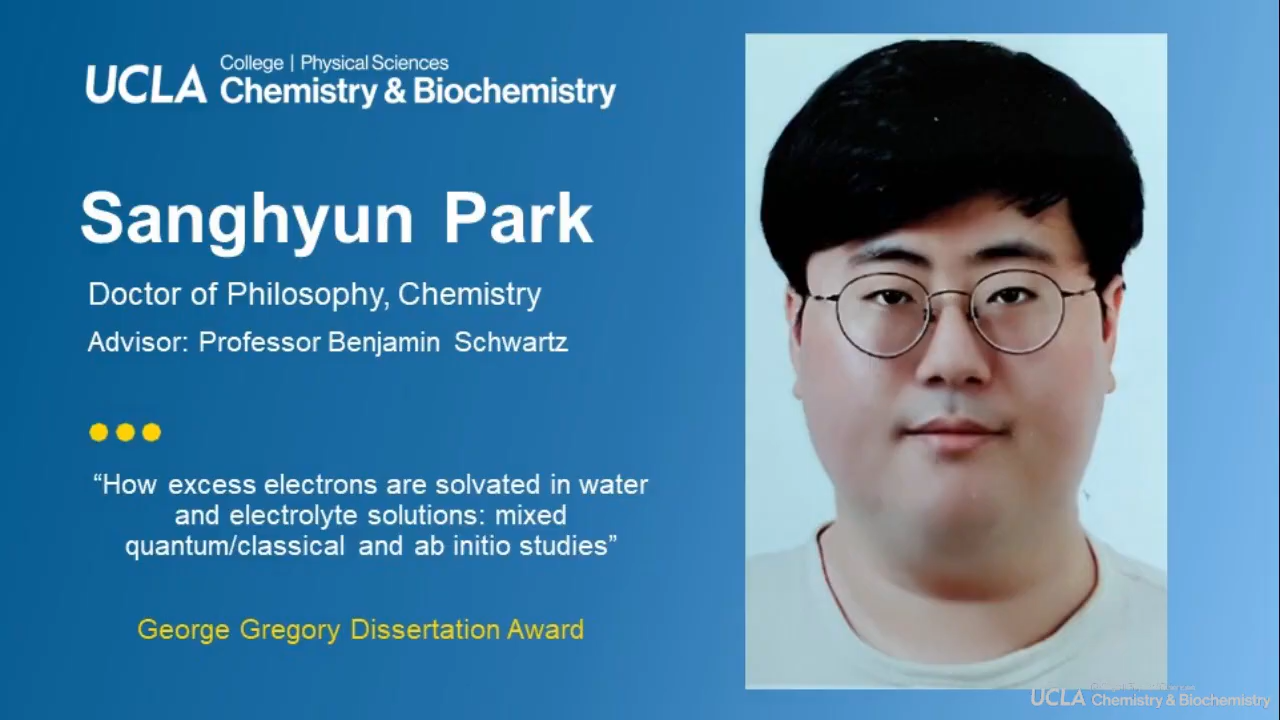 UCLA College | Physical Sciences
Chemistry & Biochemistry
Sanghyun Park
Doctor of Philosophy, Chemistry
Advisor: Professor Benjamin Schwartz
“How excess electrons are solvated in water
and electrolyte solutions: mixed
quantum/classical and ab initio studies”
George Gregory Dissertation Award
UCLA Chemistry & Biochemistry